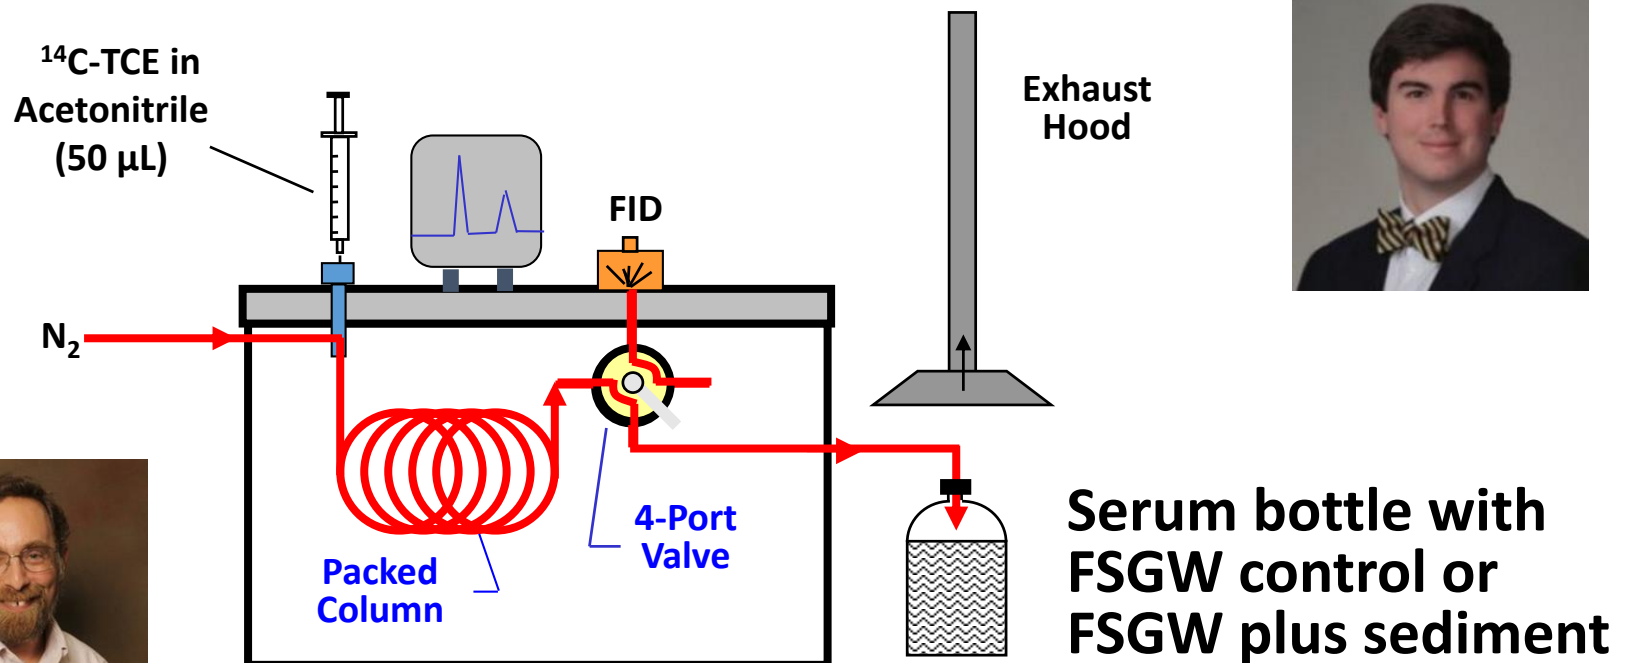 ¹⁴C-TCE in
Acetonitrile
(50 µL)
FID
Exhaust
Hood
N₂
4-Port
Valve
Packed
Column
Serum bottle with
FSGW control or
FSGW plus sediment